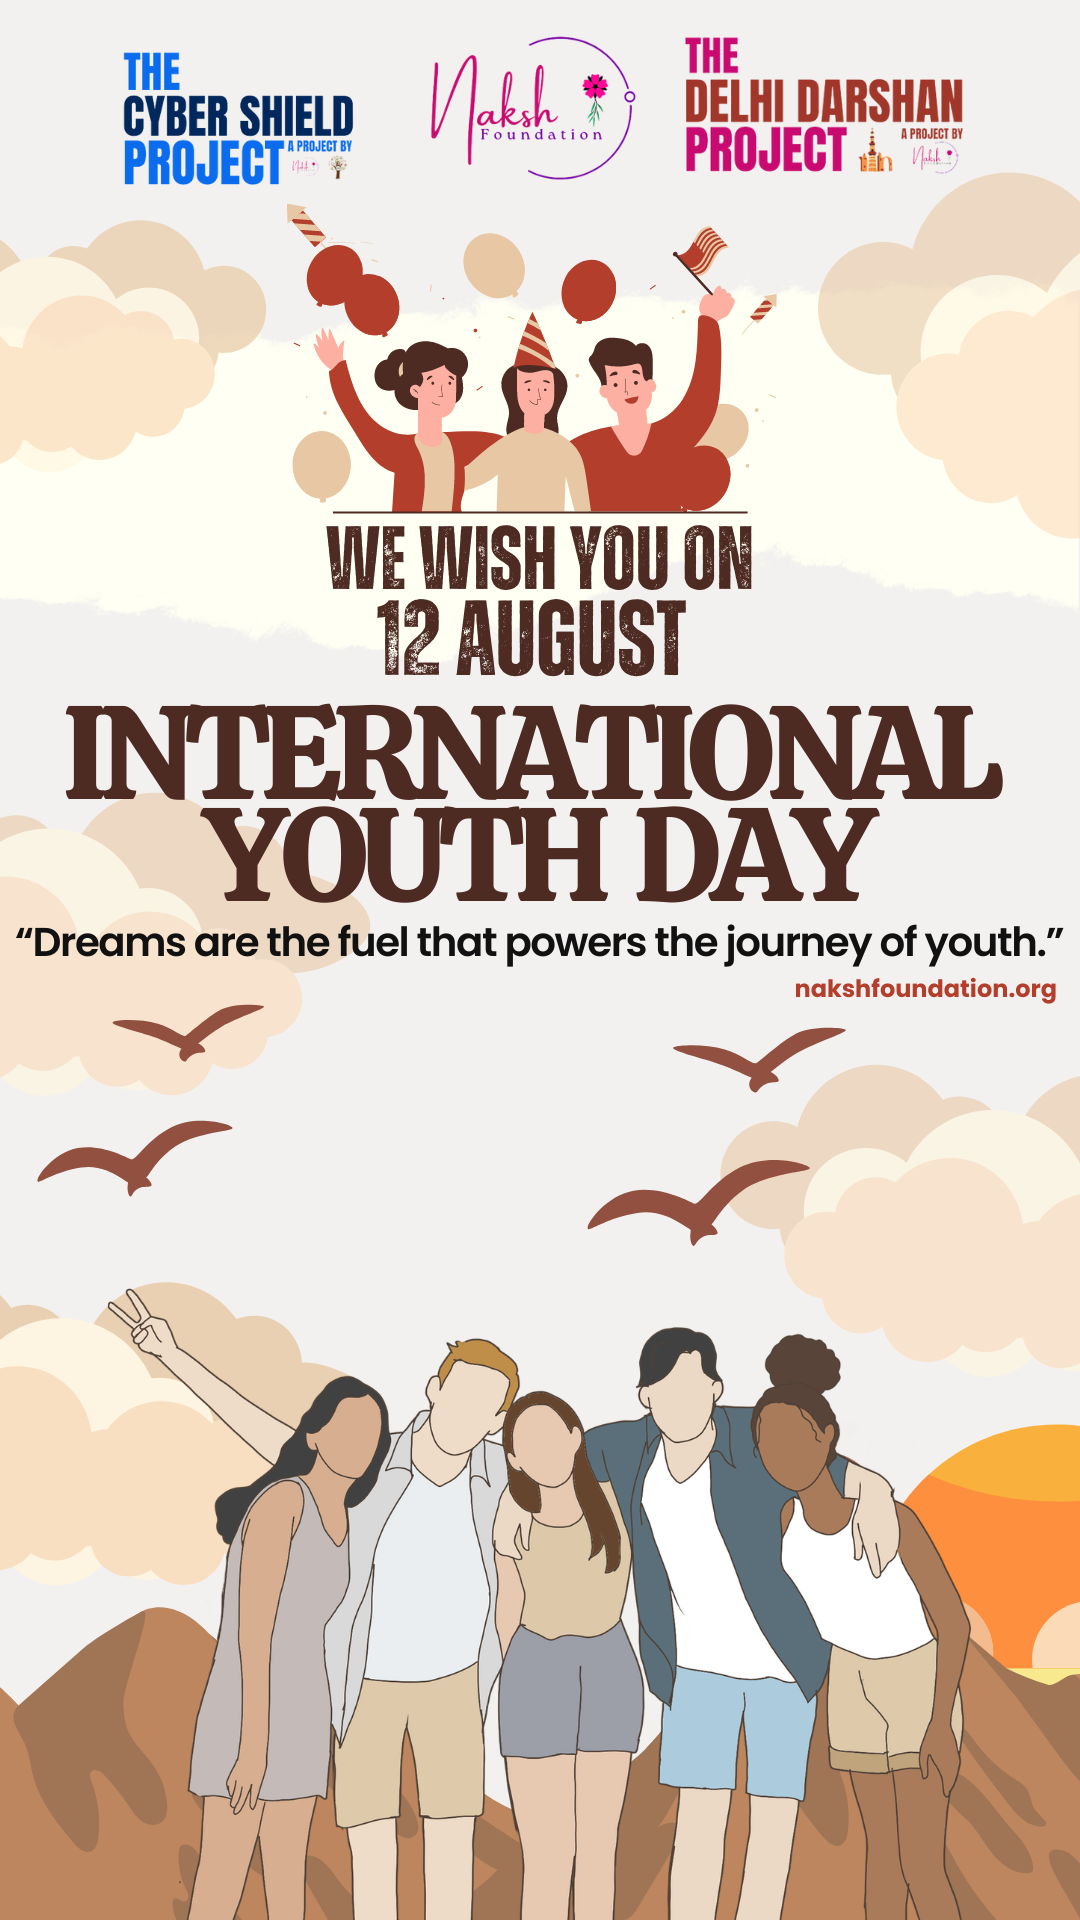 THE
CYBER SHIELD
PROJECT
A PROJECT BY
Naksh
Foundation
THE
DELHI DARSHAN
PROJECT
A PROJECT BY
Naksh
WE WISH YOU ON
12 AUGUST
INTERNATIONAL
YOUTH DAY
“Dreams are the fuel that powers the journey of youth.”
nakshfoundation.org